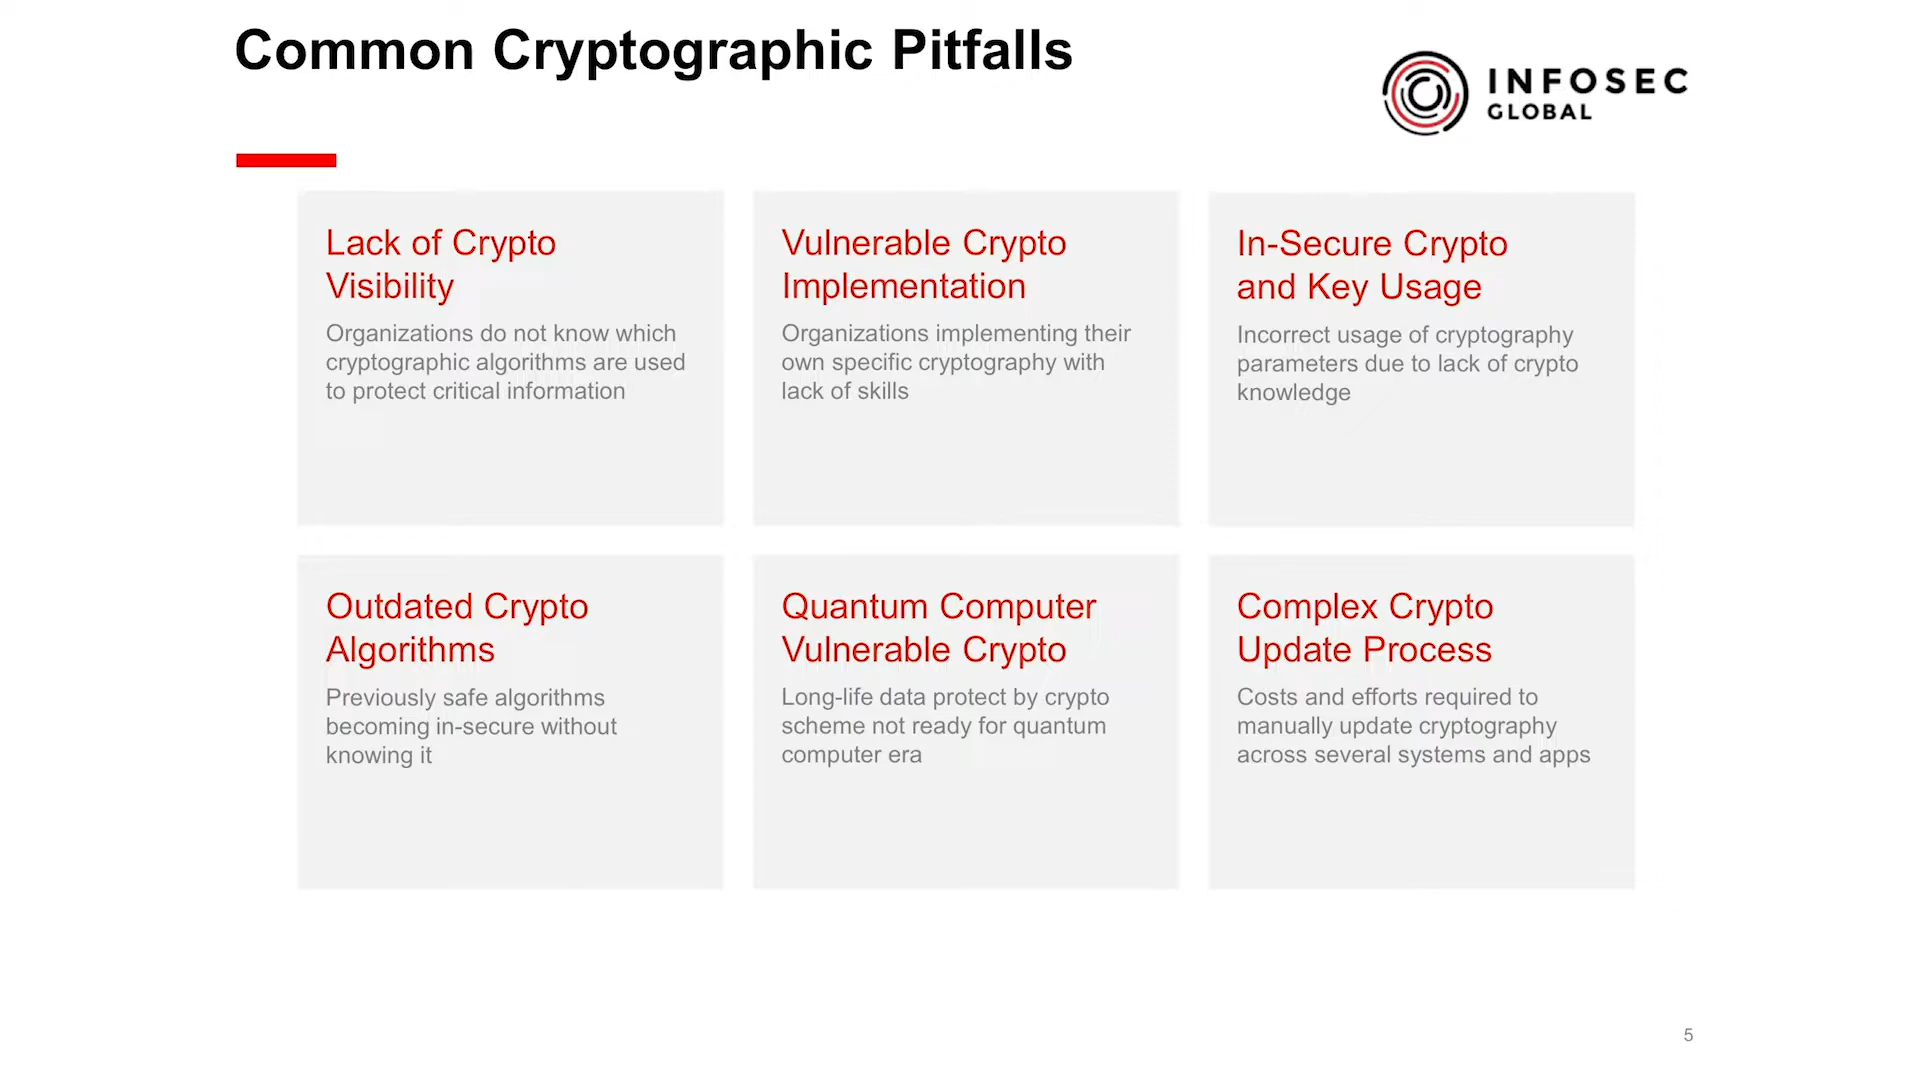 Common Cryptographic Pitfalls
INFOSEC
GLOBAL
Lack of Crypto
Visibility
Organizations do not know which
cryptographic algorithms are used
to protect critical information
Vulnerable Crypto
Implementation
Organizations implementing their
own specific cryptography with
lack of skills
In-Secure Crypto
and Key Usage
Incorrect usage of cryptography
parameters due to lack of crypto
knowledge
Outdated Crypto
Algorithms
Previously safe algorithms
becoming in-secure without
knowing it
Quantum Computer
Vulnerable Crypto
Long-life data protect by crypto
scheme not ready for quantum
computer era
Complex Crypto
Update Process
Costs and efforts required to
manually update cryptography
across several systems and apps
5